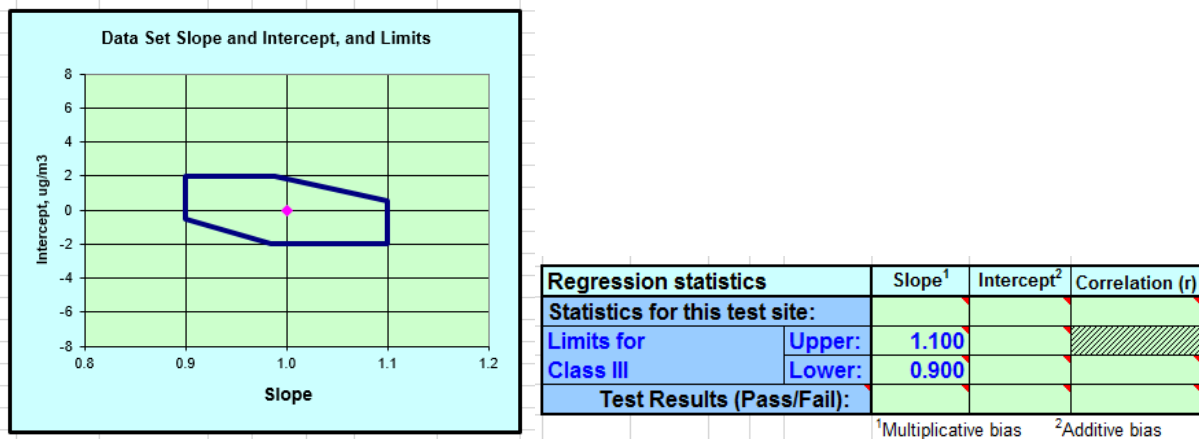 Data Set Slope and Intercept, and Limits
Intercept, ug/m3
8
6
4
2
0
-2
-4
-6
-8
0.8 0.9 1.0 1.1 1.2
Slope
Regression statistics Slope1 Intercept2 Correlation (r)
Statistics for this test site:
Limits for Upper: 1.100
Class III Lower: 0.900
Test Results (Pass/Fail):
1Multiplicative bias 2Additive bias